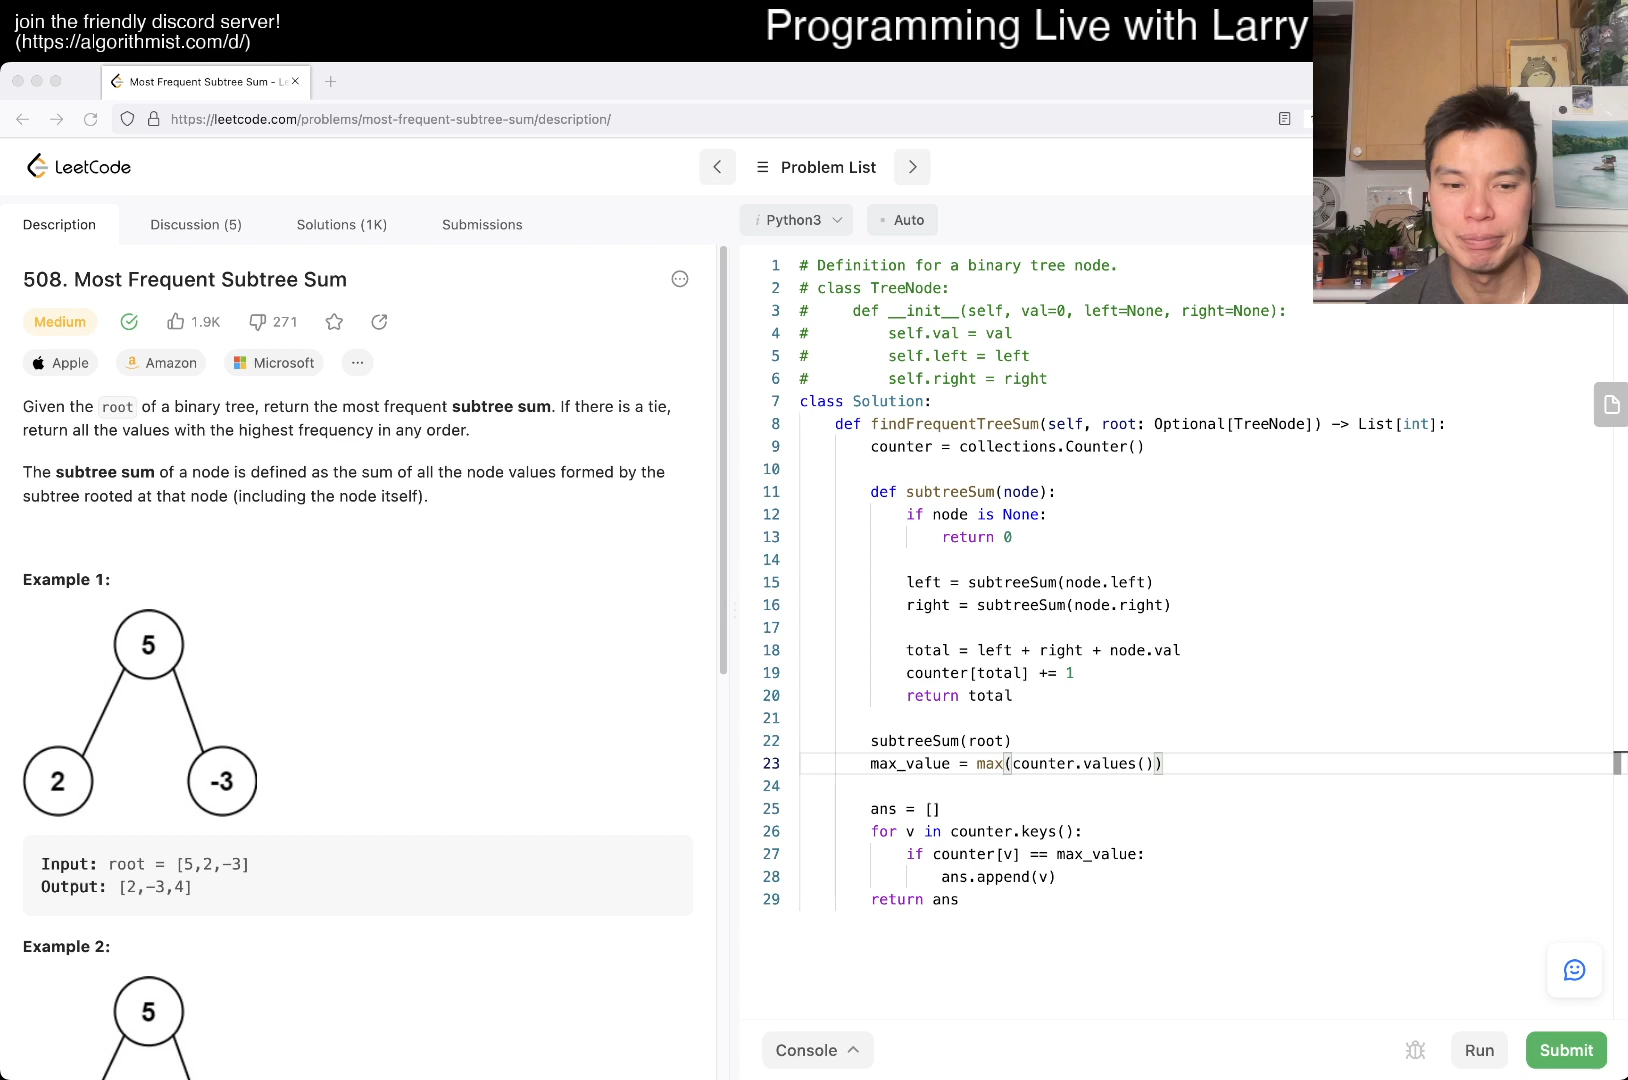 join the friendly discord server!
(https://algorithmist.com/d/)
Programming Live with Larry
Most Frequent Subtree Sum - Le
https://leetcode.com/problems/most-frequent-subtree-sum/description/
LeetCode
Problem List
Description
Discussion (5)
Solutions (1K)
Submissions
i Python3
Auto
508. Most Frequent Subtree Sum
Medium
1.9K
271
Apple
Amazon
Microsoft
Given the root of a binary tree, return the most frequent subtree sum. If there is a tie,
return all the values with the highest frequency in any order.
The subtree sum of a node is defined as the sum of all the node values formed by the
subtree rooted at that node (including the node itself).
Example 1:
5
2
-3
Input: root = [5,2,-3]
Output: [2,-3,4]
Example 2:
5
1 # Definition for a binary tree node.
2 # class TreeNode:
3 #     def __init__(self, val=0, left=None, right=None):
4 #         self.val = val
5 #         self.left = left
6 #         self.right = right
7 class Solution:
8     def findFrequentTreeSum(self, root: Optional[TreeNode]) -> List[int]:
9         counter = collections.Counter()
10
11         def subtreeSum(node):
12             if node is None:
13                 return 0
14
15             left = subtreeSum(node.left)
16             right = subtreeSum(node.right)
17
18             total = left + right + node.val
19             counter[total] += 1
20             return total
21
22         subtreeSum(root)
23         max_value = max(counter.values())
24
25         ans = []
26         for v in counter.keys():
27             if counter[v] == max_value:
28                 ans.append(v)
29         return ans
Console
Run
Submit